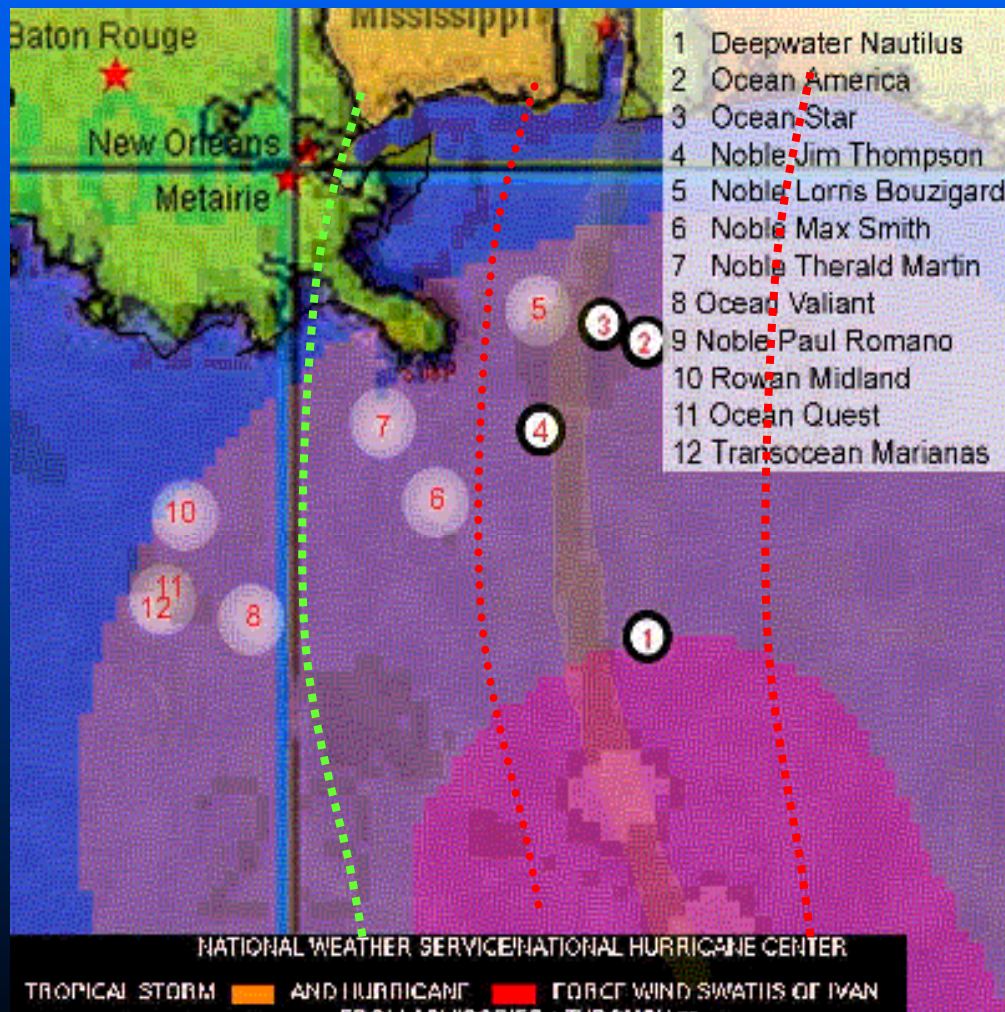 Baton Rouge
Mississippi
New Orleans
Metairie
1 Deepwater Nautilus
2 Ocean America
3 Ocean Star
4 Noble Jim Thompson
5 Noble Lorris Bouzigard
6 Noble Max Smith
7 Noble Therald Martin
8 Ocean Valiant
9 Noble Paul Romano
10 Rowan Midland
11 Ocean Quest
12 Transocean Marianas
5
3
2
7
4
6
10
11
12
8
1
NATIONAL WEATHER SERVICE/NATIONAL HURRICANE CENTER
TROPICAL STORM AND HURRICANE FORCE WIND SWATHS OF IVAN